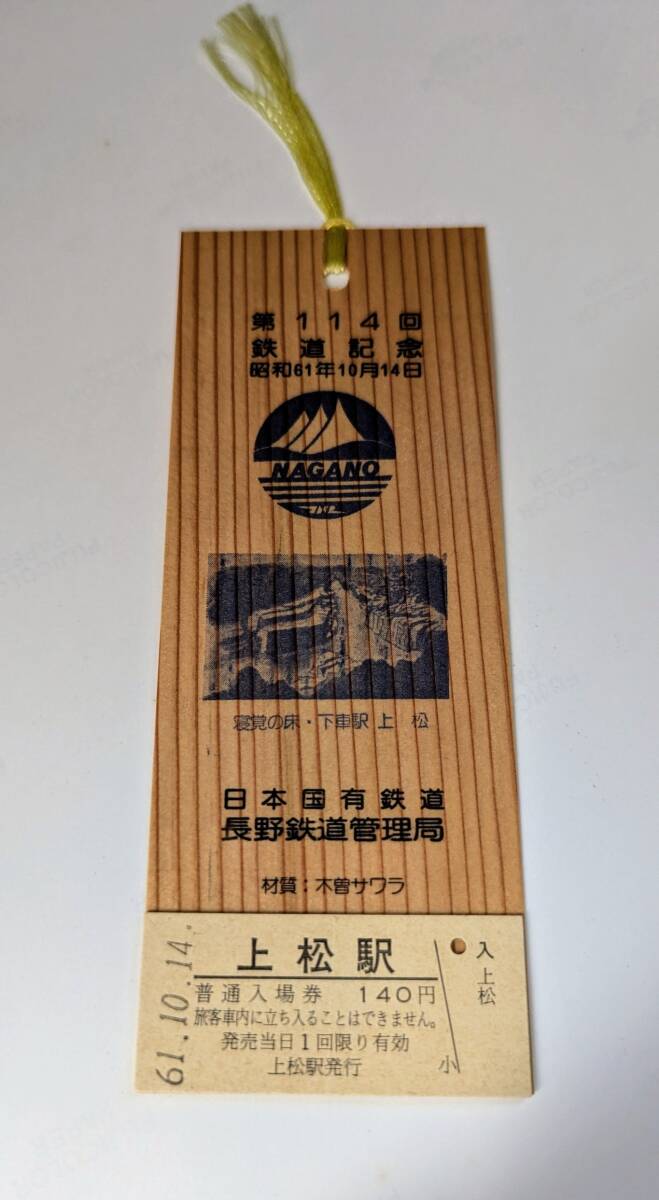 第114回
鉄道記念
昭和61年10月14日
NAGANO
寝覚の床・下車駅 上 松
日本国有鉄道
長野鉄道管理局
材質:木曽サワラ
61.10.14.
上松駅
普通入場券 140円
旅客車内に立ち入ることはできません。
発売当日1回限り有効
上松駅発行
小
入
上松